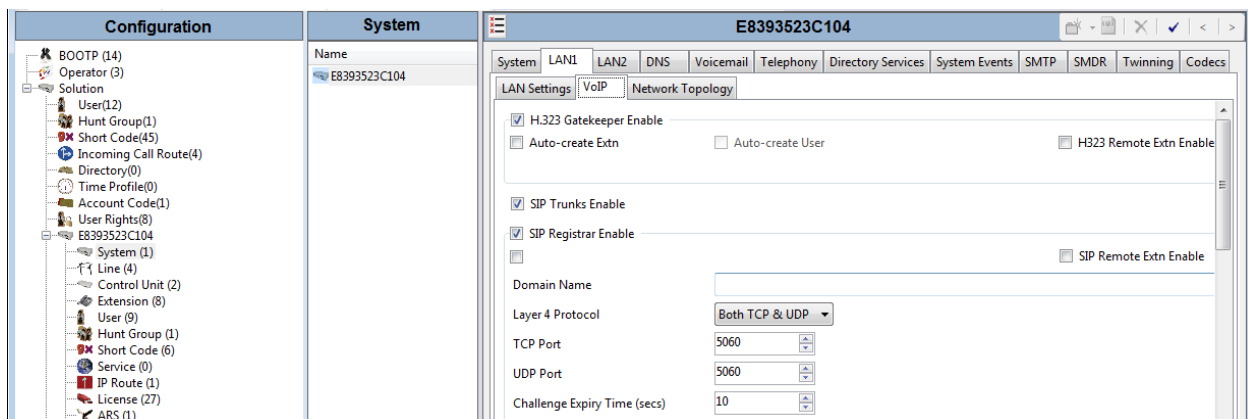 Configuration
BOOTP (14)
Operator (3)
Solution
User(12)
Hunt Group(1)
Short Code(45)
Incoming Call Route(4)
Directory(0)
Time Profile(0)
Account Code(1)
User Rights(8)
E8393523C104
System (1)
Line (4)
Control Unit (2)
Extension (8)
User (9)
Hunt Group (1)
Short Code (6)
Service (0)
IP Route (1)
License (27)
ARS (1)
System
Name
E8393523C104
E8393523C104
System LAN1 LAN2 DNS Voicemail Telephony Directory Services System Events SMTP SMDR Twinning Codecs
LAN Settings VoIP Network Topology
H.323 Gatekeeper Enable
Auto-create Extn Auto-create User H323 Remote Extn Enable
SIP Trunks Enable
SIP Registrar Enable
SIP Remote Extn Enable
Domain Name
Layer 4 Protocol Both TCP & UDP
TCP Port 5060
UDP Port 5060
Challenge Expiry Time (secs) 10